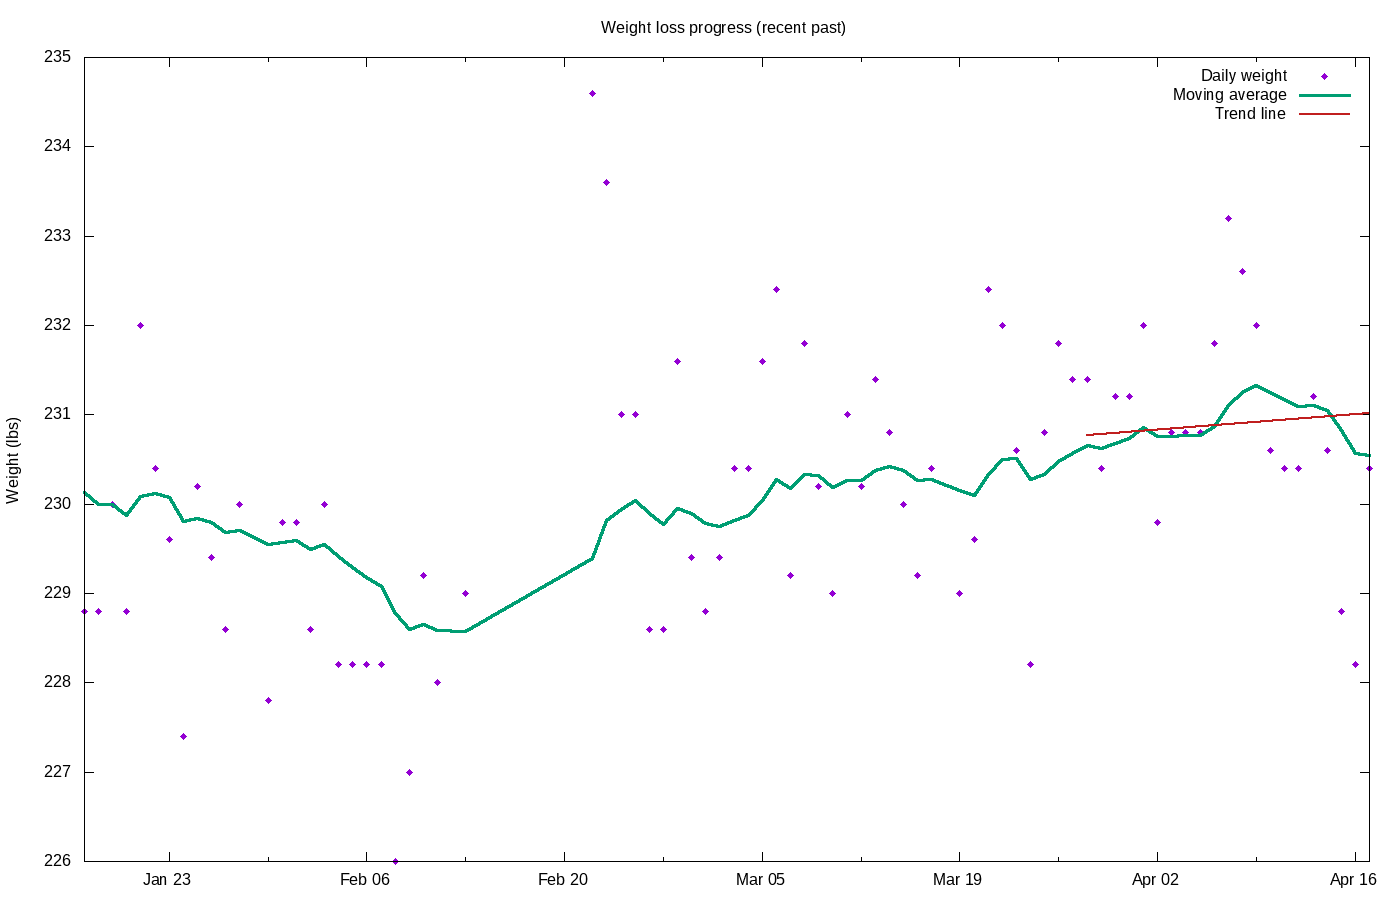 Weight loss progress (recent past)
Daily weight
Moving average
Trend line
Weight (lbs)
235
234
233
232
231
230
229
228
227
226
Jan 23
Feb 06
Feb 20
Mar 05
Mar 19
Apr 02
Apr 16